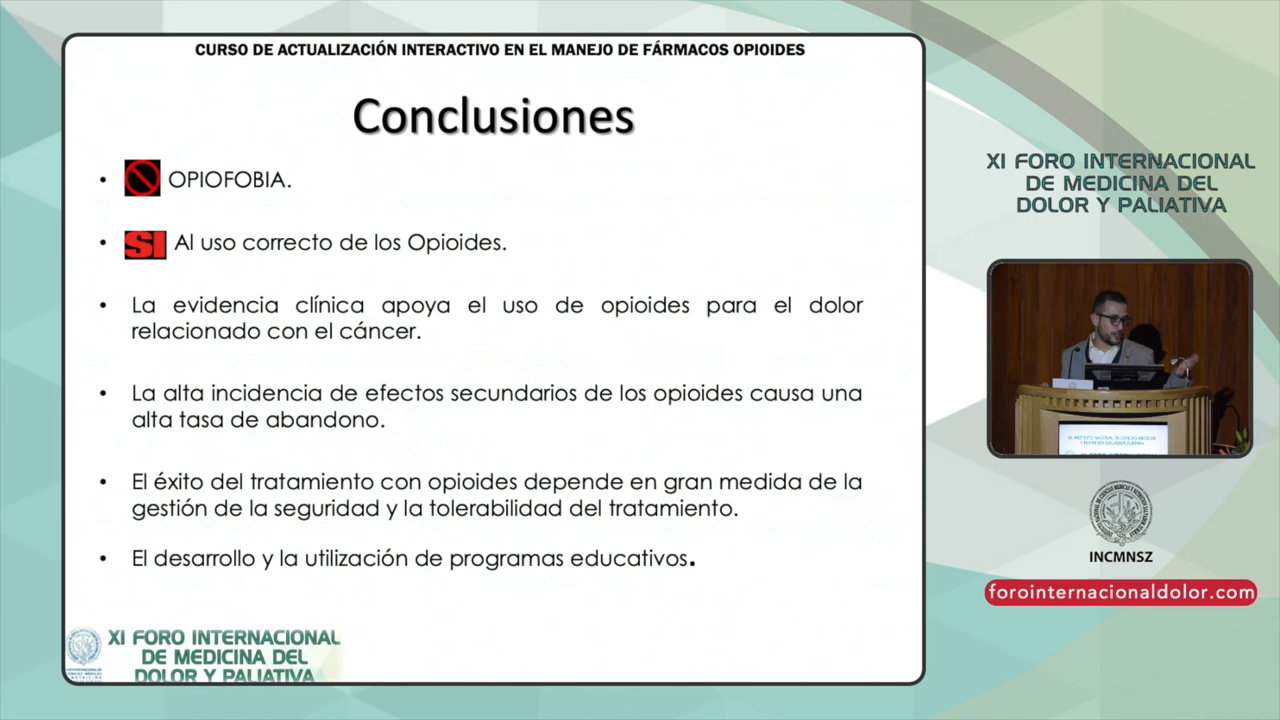 CURSO DE ACTUALIZACIÓN INTERACTIVO EN EL MANEJO DE FÁRMACOS OPIOIDES
Conclusiones
• OPIOFOBIA.
• SI Al uso correcto de los Opioides.
• La evidencia clínica apoya el uso de opioides para el dolor
relacionado con el cáncer.
• La alta incidencia de efectos secundarios de los opioides causa una
alta tasa de abandono.
• El éxito del tratamiento con opioides depende en gran medida de la
gestión de la seguridad y la tolerabilidad del tratamiento.
• El desarrollo y la utilización de programas educativos.
XI FORO INTERNACIONAL
DE MEDICINA DEL
DOLOR Y PALIATIVA
XI FORO INTERNACIONAL
DE MEDICINA DEL
DOLOR Y PALIATIVA
XI FORO INTERNACIONAL
INCMNSZ
forointernacionaldolor.com